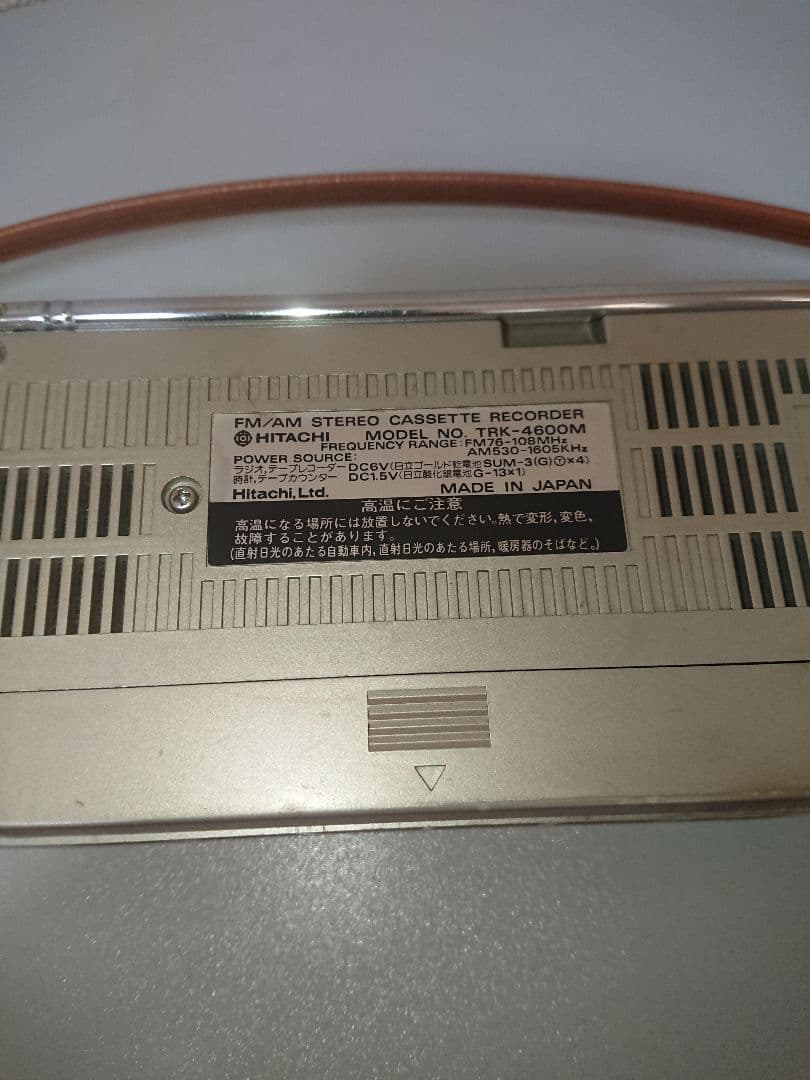 FM/AM STEREO CASSETTE RECORDER
HITACHI MODEL NO. TRK-4600M
FREQUENCY RANGE:FM76-108MHz
AM530-1605KHz
POWER SOURCE:
ラジオ,テープレコーダー DC6V(日立ゴールド乾電池 SUM-3(G)Ⓣ×4)
時計,テープカウンター DC1.5V(日立酸化銀電池 G-13×1)
Hitachi,Ltd. MADE IN JAPAN
高温にご注意
高温になる場所には放置しないでください。熱で変形,変色,
故障することがあります。
(直射日光のあたる自動車内,直射日光のあたる場所,暖房器のそばなど。)